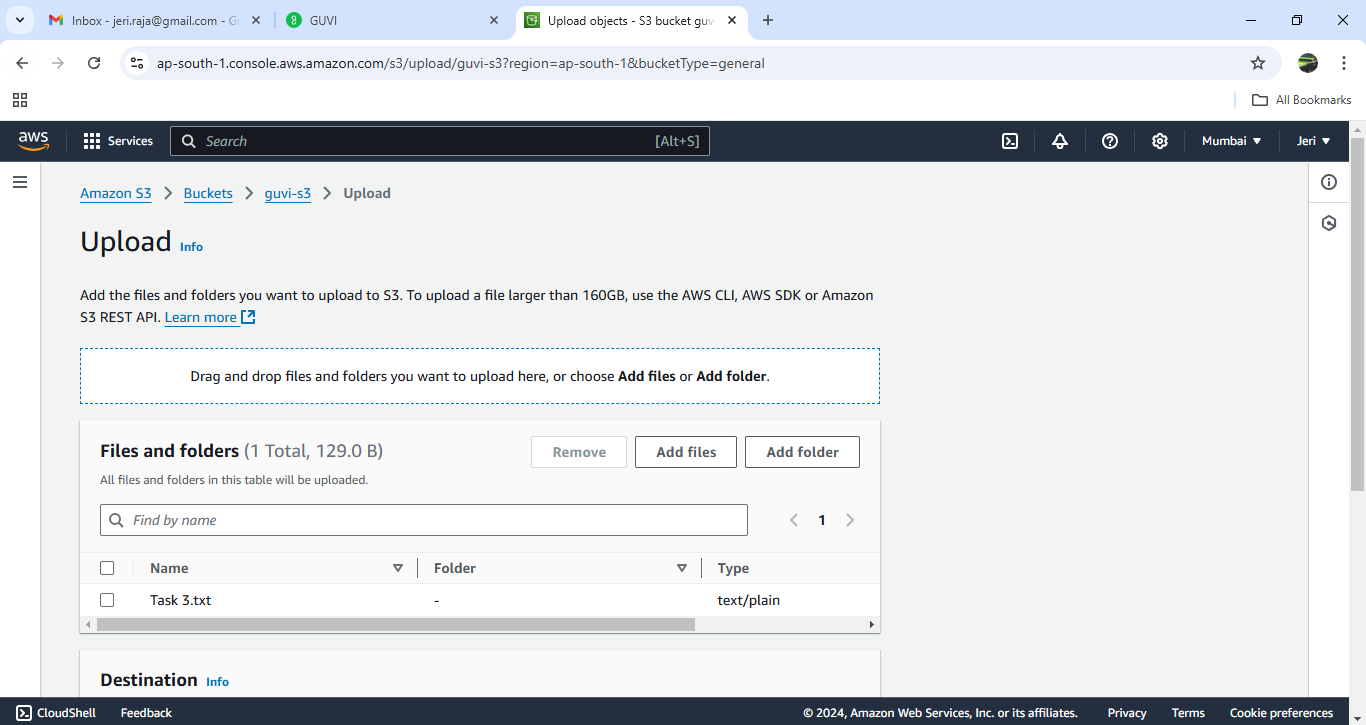 Inbox - jeri.raja@gmail.com - G
GUVI
Upload objects - S3 bucket guv
ap-south-1.console.aws.amazon.com/s3/upload/guvi-s3?region=ap-south-1&bucketType=general
All Bookmarks
aws
Services
Search
[Alt+S]
Mumbai
Jeri
Amazon S3
Buckets
guvi-s3
Upload
Upload Info
Add the files and folders you want to upload to S3. To upload a file larger than 160GB, use the AWS CLI, AWS SDK or Amazon
S3 REST API. Learn more
Drag and drop files and folders you want to upload here, or choose Add files or Add folder.
Files and folders (1 Total, 129.0 B)
Remove
Add files
Add folder
All files and folders in this table will be uploaded.
Find by name
1
Name
Folder
Type
Task 3.txt
-
text/plain
Destination Info
CloudShell
Feedback
© 2024, Amazon Web Services, Inc. or its affiliates.
Privacy
Terms
Cookie preferences